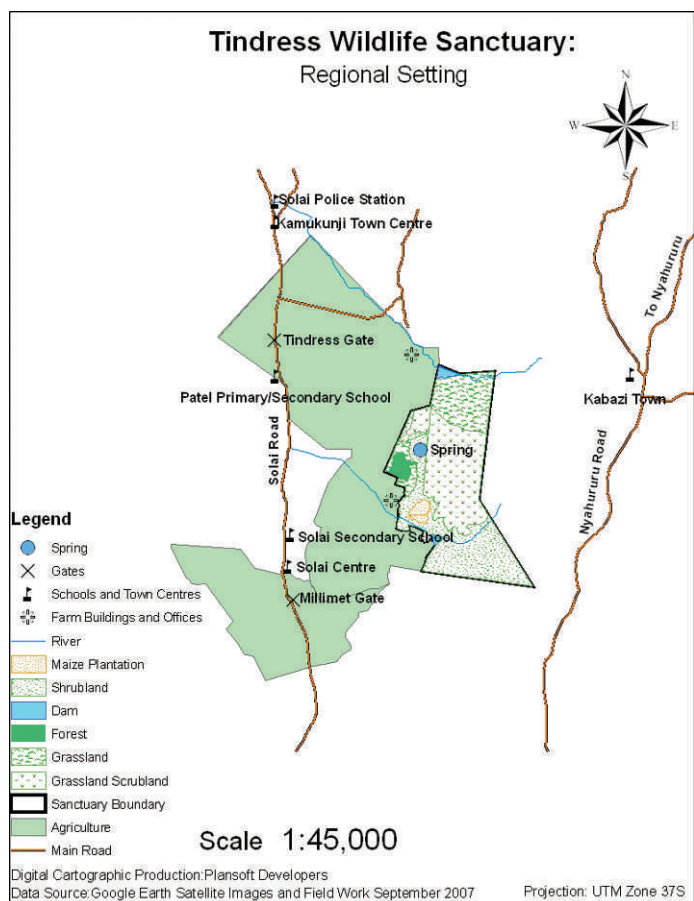 Tindress Wildlife Sanctuary:
Regional Setting
N
W
E
S
Solai Police Station
Kamukunji Town Centre
To Nyahururu
Tindress Gate
Patel Primary/Secondary School
Kabazi Town
Solai Road
Spring
Nyahururu Road
Legend
Spring
Gates
Schools and Town Centres
Farm Buildings and Offices
River
Maize Plantation
Shrubland
Dam
Forest
Grassland
Grassland Scrubland
Sanctuary Boundary
Agriculture
Main Road
Solai Secondary School
Solai Centre
Millimet Gate
Scale 1:45,000
Digital Cartographic Production:Plansoft Developers
Data Source:Google Earth Satellite Images and Field Work September 2007
Projection: UTM Zone 37S